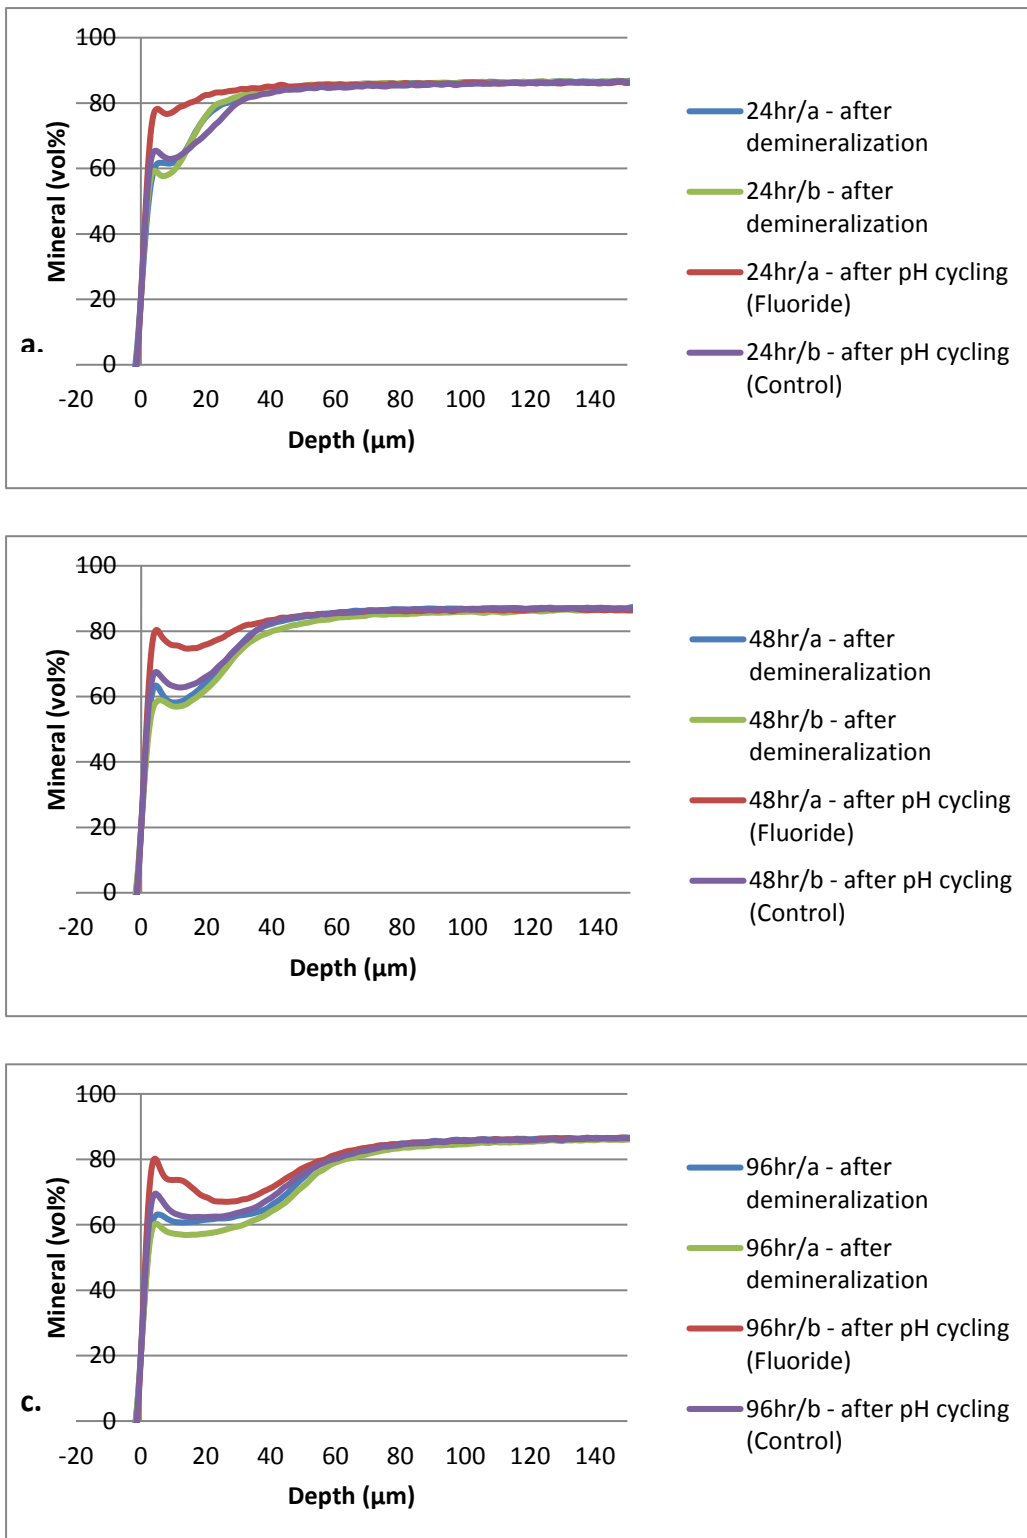 100
80
60
40
20
0
Mineral (vol%)
a.
-20 0 20 40 60 80 100 120 140
Depth (µm)
24hr/a - after
demineralization
24hr/b - after
demineralization
24hr/a - after pH cycling
(Fluoride)
24hr/b - after pH cycling
(Control)
100
80
60
40
20
0
Mineral (vol%)
-20 0 20 40 60 80 100 120 140
Depth (µm)
48hr/a - after
demineralization
48hr/b - after
demineralization
48hr/a - after pH cycling
(Fluoride)
48hr/b - after pH cycling
(Control)
100
80
60
40
20
0
Mineral (vol%)
c.
-20 0 20 40 60 80 100 120 140
Depth (µm)
96hr/a - after
demineralization
96hr/a - after
demineralization
96hr/b - after pH cycling
(Fluoride)
96hr/b - after pH cycling
(Control)